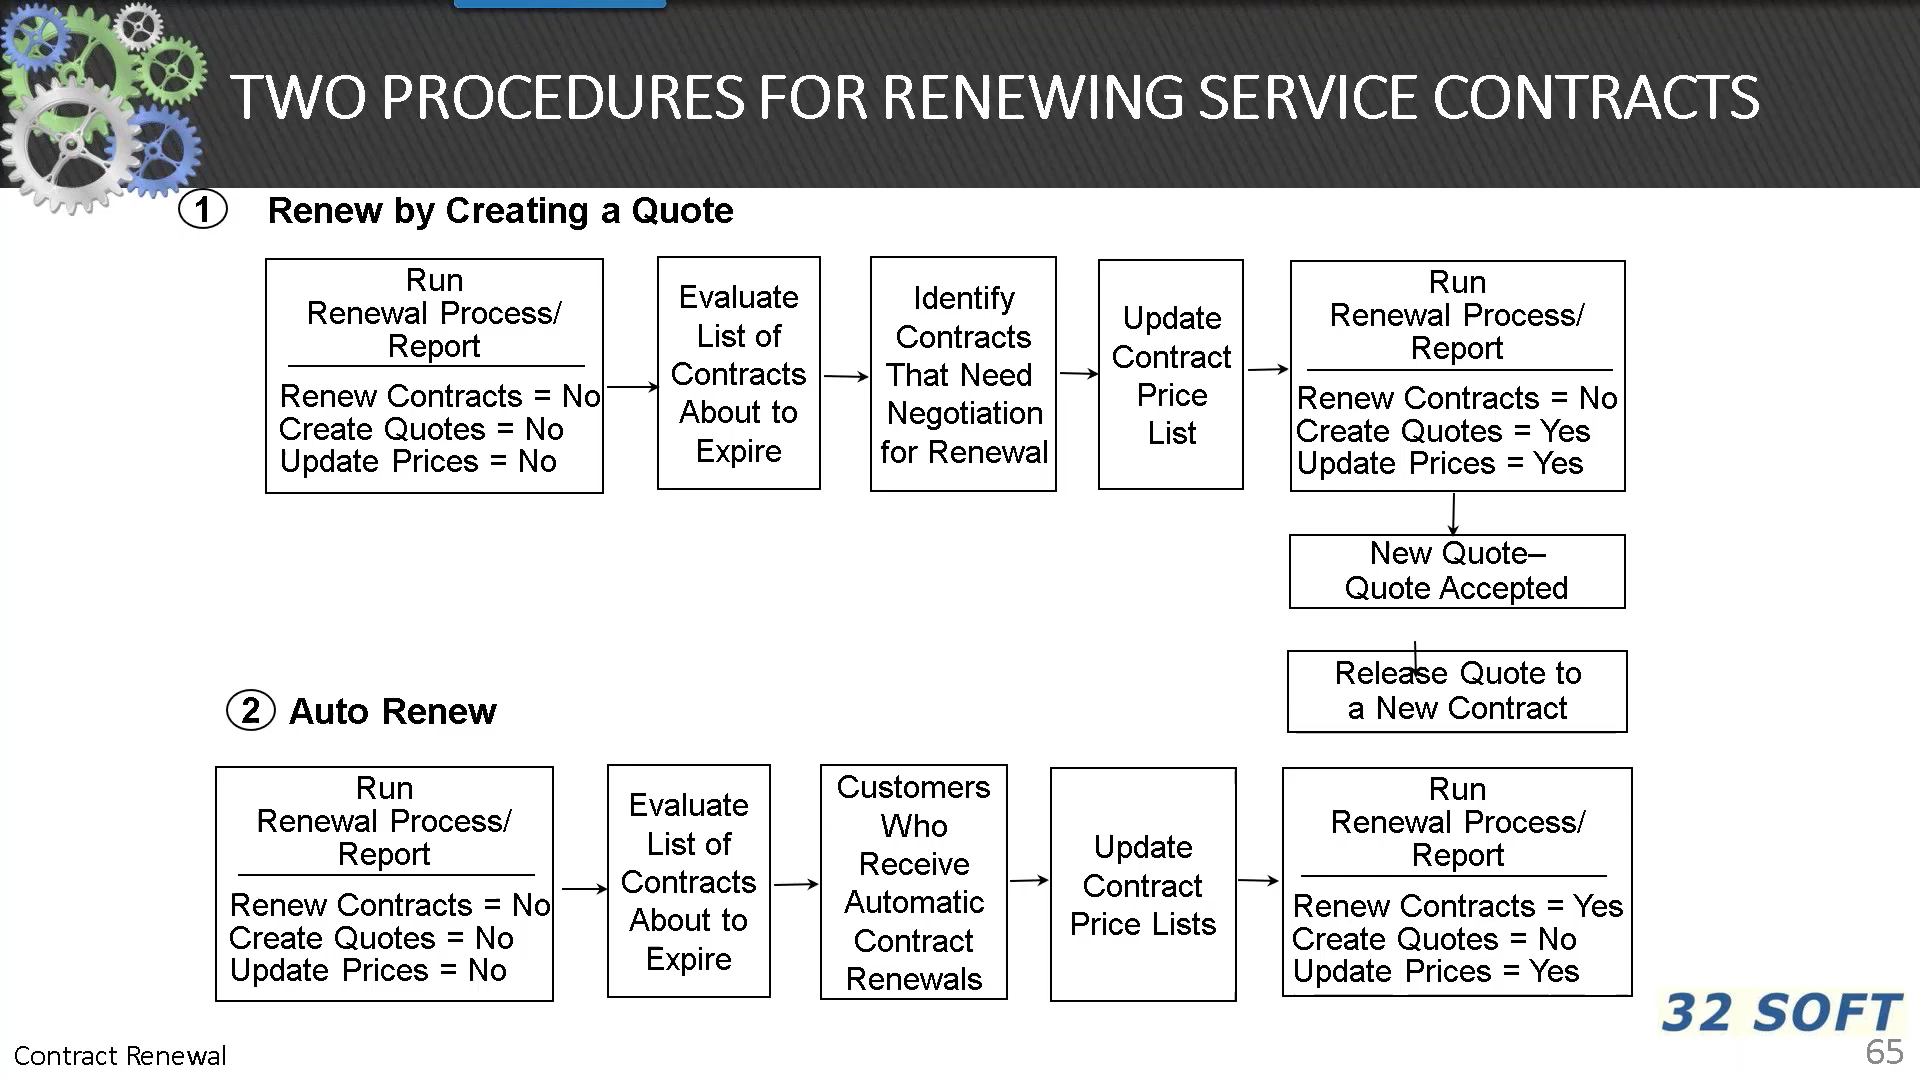 TWO PROCEDURES FOR RENEWING SERVICE CONTRACTS
1 Renew by Creating a Quote
Run
Renewal Process/
Report
Renew Contracts = No
Create Quotes = No
Update Prices = No
Evaluate
List of
Contracts
About to
Expire
Identify
Contracts
That Need
Negotiation
for Renewal
Update
Contract
Price
List
Run
Renewal Process/
Report
Renew Contracts = No
Create Quotes = Yes
Update Prices = Yes
New Quote–
Quote Accepted
Release Quote to
a New Contract
2 Auto Renew
Run
Renewal Process/
Report
Renew Contracts = No
Create Quotes = No
Update Prices = No
Evaluate
List of
Contracts
About to
Expire
Customers
Who
Receive
Automatic
Contract
Renewals
Update
Contract
Price Lists
Run
Renewal Process/
Report
Renew Contracts = Yes
Create Quotes = No
Update Prices = Yes
32 SOFT
Contract Renewal
65